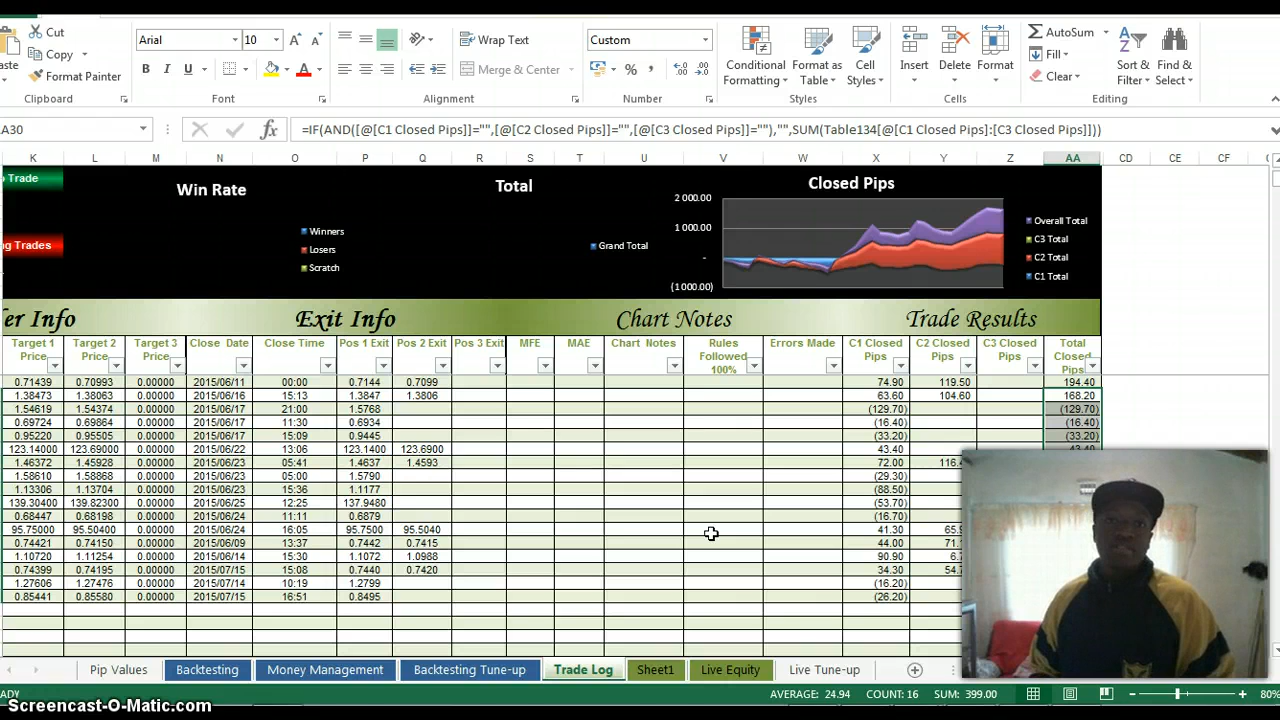 Cut
Copy
Format Painter
Clipboard
Arial 10
B I U
Font
Wrap Text
Merge & Center
Alignment
Custom
Number
Conditional Formatting
Format as Table
Cell Styles
Styles
Insert Delete Format
Cells
AutoSum
Fill
Clear
Sort & Filter
Find & Select
Editing
A30
fx =IF(AND([@[C1 Closed Pips]]="",[@[C2 Closed Pips]]="",[@[C3 Closed Pips]]=""),"",SUM(Table134[@[C1 Closed Pips]:[C3 Closed Pips]]))
K L M N O P Q R S T U V W X Y Z AA CD CE CF
Trade
Win Rate
Total
Closed Pips
2 000.00
1 000.00
-
(1 000.00)
Overall Total
C3 Total
C2 Total
C1 Total
Winners
Losers
Scratch
Grand Total
ng Trades
er Info Exit Info Chart Notes Trade Results
Target 1 Price Target 2 Price Target 3 Price Close Date Close Time Pos 1 Exit Pos 2 Exit Pos 3 Exit MFE MAE Chart Notes Rules Followed 100% Errors Made C1 Closed Pips C2 Closed Pips C3 Closed Pips Total Closed Pips
0.71439 0.70993 0.00000 2015/06/11 00:00 0.7144 0.7099 74.90 119.50 194.40
1.38473 1.38063 0.00000 2015/06/16 15:13 1.3847 1.3806 63.60 104.60 168.20
1.54619 1.54374 0.00000 2015/06/17 21:00 1.5768 (129.70) (129.70)
0.69724 0.69864 0.00000 2015/06/17 11:30 0.6934 (16.40) (16.40)
0.95220 0.95505 0.00000 2015/06/17 15:09 0.9445 (33.20) (33.20)
123.14000 123.69000 0.00000 2015/06/22 13:06 123.1400 123.6900 43.40
1.46372 1.45928 0.00000 2015/06/23 05:41 1.4637 1.4593 72.00
1.58610 1.58868 0.00000 2015/06/23 05:00 1.5790 (29.30)
1.13306 1.13704 0.00000 2015/06/23 15:36 1.1177 (88.50)
139.30400 139.82300 0.00000 2015/06/25 12:25 137.9480 (53.70)
0.68447 0.68198 0.00000 2015/06/24 11:11 0.6879 (16.70)
95.75000 95.50400 0.00000 2015/06/24 16:05 95.7500 95.5040 41.30
0.74421 0.74150 0.00000 2015/06/09 13:37 0.7442 0.7415 44.00
1.10720 1.11254 0.00000 2015/07/14 15:30 1.1072 1.0988 90.90
0.74399 0.74195 0.00000 2015/07/15 15:08 0.7440 0.7420 34.30
1.27606 1.27476 0.00000 2015/07/14 10:19 1.2799 (16.20)
0.85441 0.85580 0.00000 2015/07/15 16:51 0.8495 (26.20)
Pip Values Backtesting Money Management Backtesting Tune-up Trade Log Sheet1 Live Equity Live Tune-up
EADY AVERAGE: 24.94 COUNT: 16 SUM: 399.00 80%
Screencast-O-Matic.com